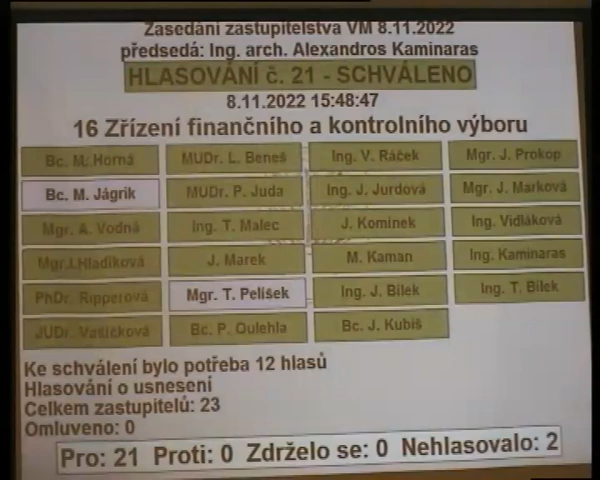 Zasedání zastupitelstva VM 8.11.2022
předsedá: Ing. arch. Alexandros Kaminaras
HLASOVÁNÍ č. 21 - SCHVÁLENO
8.11.2022 15:48:47
16 Zřízení finančního a kontrolního výboru
Bc. M. Horná MUDr. L. Beneš Ing. V. Ráček Mgr. J. Prokop
Bc. M. Jágrik MUDr. P. Juda Ing. J. Jurdová Mgr. J. Marková
Mgr. A. Vodná Ing. T. Malec J. Kominek Ing. Vidláková
Mgr.I.Hladíková J. Marek M. Kaman Ing. Kaminaras
PhDr. Ripperová Mgr. T. Pelíšek Ing. J. Bílek Ing. T. Bílek
JUDr. Vašíčková Bc. P. Oulehla Bc. J. Kubiš
Ke schválení bylo potřeba 12 hlasů
Hlasování o usnesení
Celkem zastupitelů: 23
Omluveno: 0
Pro: 21 Proti: 0 Zdrželo se: 0 Nehlasovalo: 2